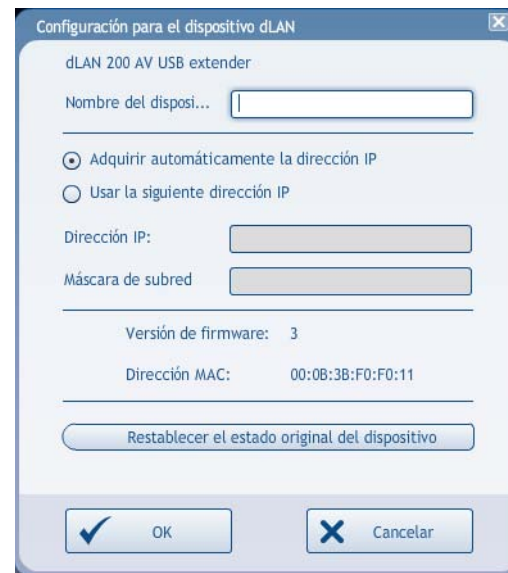 Configuración para el dispositivo dLAN
dLAN 200 AV USB extender
Nombre del disposi...
Adquirir automáticamente la dirección IP
Usar la siguiente dirección IP
Dirección IP:
Máscara de subred
Versión de firmware: 3
Dirección MAC: 00:0B:3B:F0:F0:11
Restablecer el estado original del dispositivo
OK Cancelar